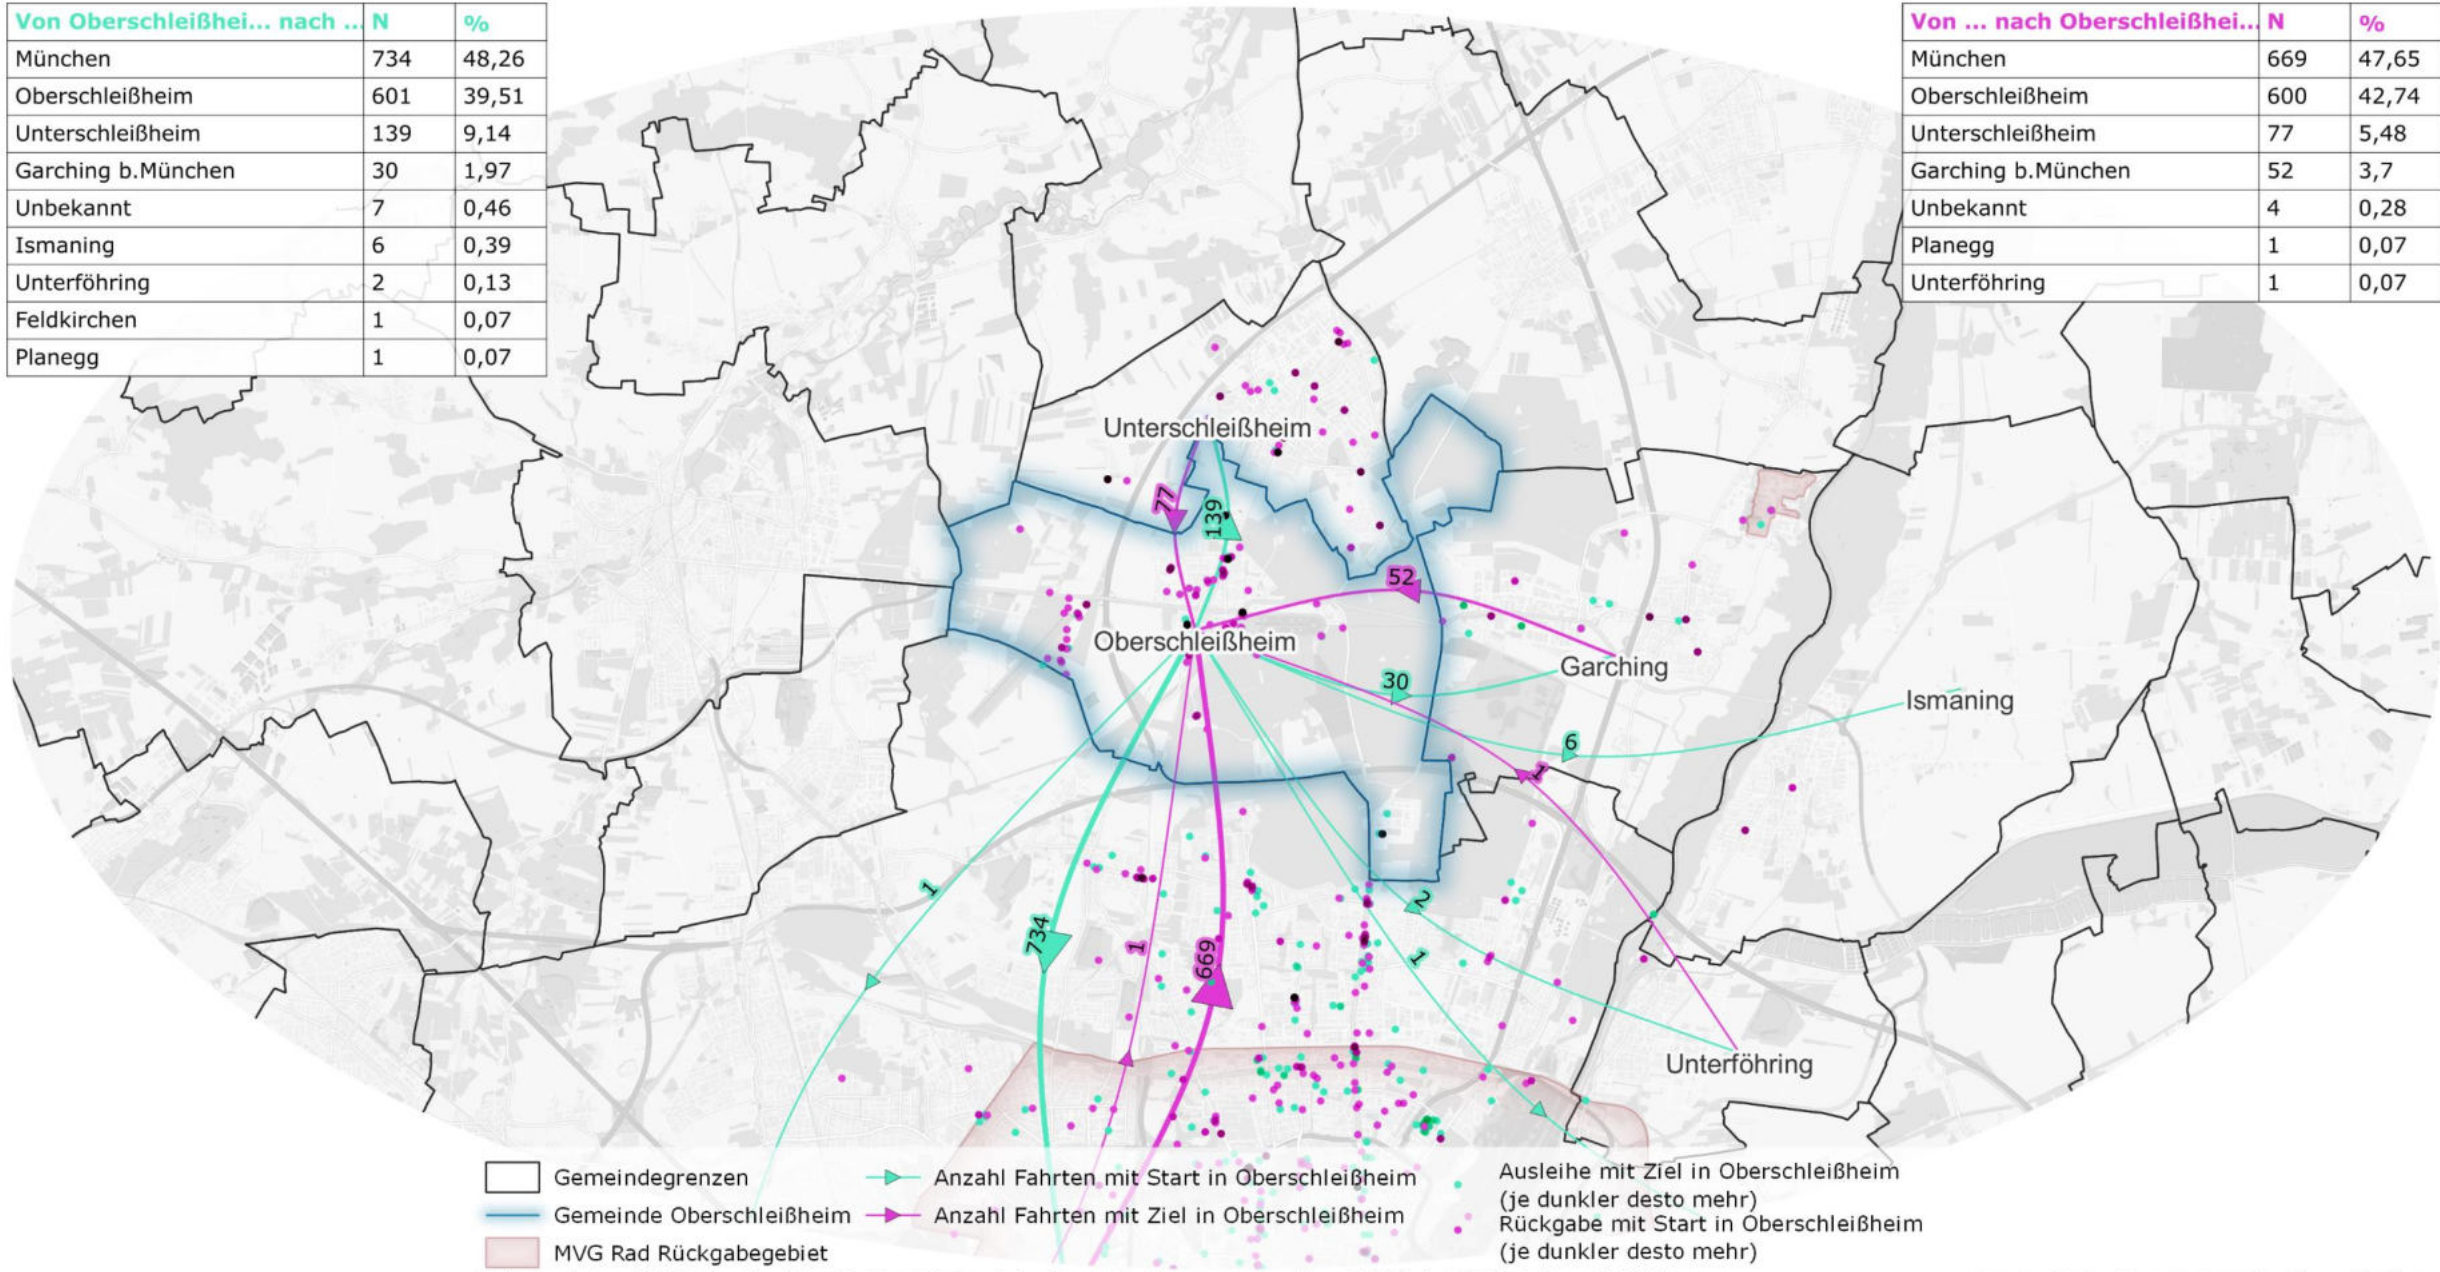 Von Oberschleißhei... nach ... N %
München 734 48,26
Oberschleißheim 601 39,51
Unterschleißheim 139 9,14
Garching b.München 30 1,97
Unbekannt 7 0,46
Ismaning 6 0,39
Unterföhring 2 0,13
Feldkirchen 1 0,07
Planegg 1 0,07
Von ... nach Oberschleißhei... N %
München 669 47,65
Oberschleißheim 600 42,74
Unterschleißheim 77 5,48
Garching b.München 52 3,7
Unbekannt 4 0,28
Planegg 1 0,07
Unterföhring 1 0,07
Unterschleißheim
77
139
52
Oberschleißheim
Garching
30
Ismaning
6
1
1
2
734
1
669
1
Unterföhring
Gemeindegrenzen
Gemeinde Oberschleißheim
MVG Rad Rückgabegebiet
Anzahl Fahrten mit Start in Oberschleißheim
Anzahl Fahrten mit Ziel in Oberschleißheim
Ausleihe mit Ziel in Oberschleißheim
(je dunkler desto mehr)
Rückgabe mit Start in Oberschleißheim
(je dunkler desto mehr)